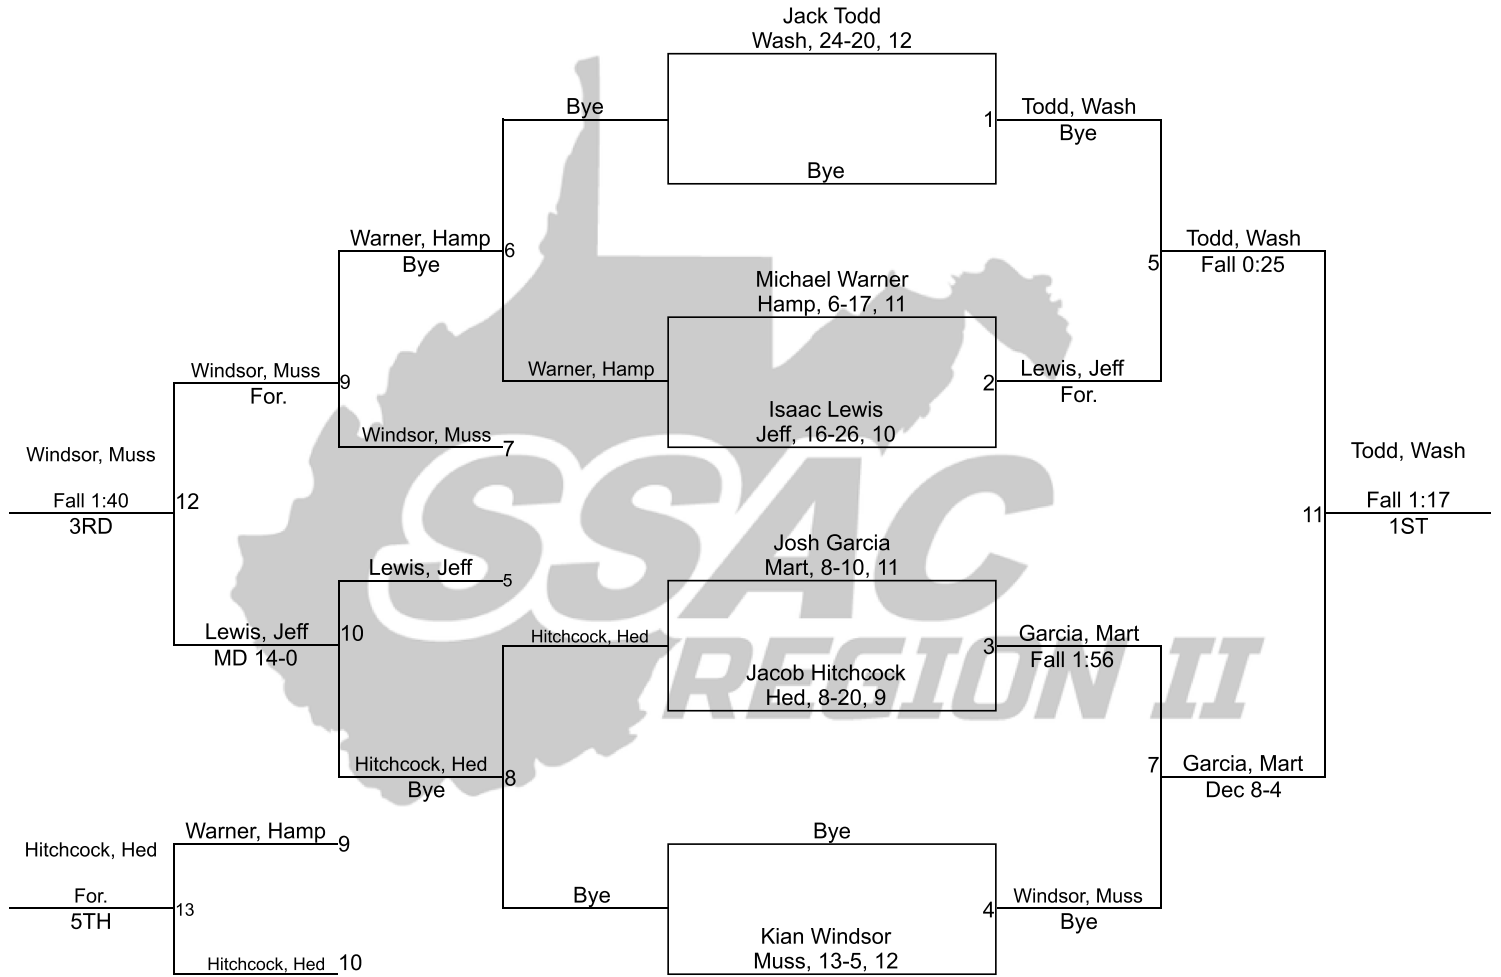 Jack Todd
Wash, 24-20, 12
Bye
1
Todd, Wash
Bye
Bye
Warner, Hamp
Bye
6
Todd, Wash
5
Fall 0:25
Michael Warner
Hamp, 6-17, 11
Windsor, Muss
For.
9
Warner, Hamp
2
Lewis, Jeff
For.
Isaac Lewis
Jeff, 16-26, 10
Windsor, Muss
7
Windsor, Muss
Fall 1:40
12
3RD
Todd, Wash
11
Fall 1:17
1ST
SSAC
REGION II
Josh Garcia
Mart, 8-10, 11
Lewis, Jeff
5
Lewis, Jeff
10
MD 14-0
Hitchcock, Hed
3
Garcia, Mart
Fall 1:56
Jacob Hitchcock
Hed, 8-20, 9
Hitchcock, Hed
8
Bye
7
Garcia, Mart
Dec 8-4
Warner, Hamp
9
Hitchcock, Hed
For.
13
5TH
Hitchcock, Hed
10
Bye
Bye
4
Windsor, Muss
Bye
Kian Windsor
Muss, 13-5, 12